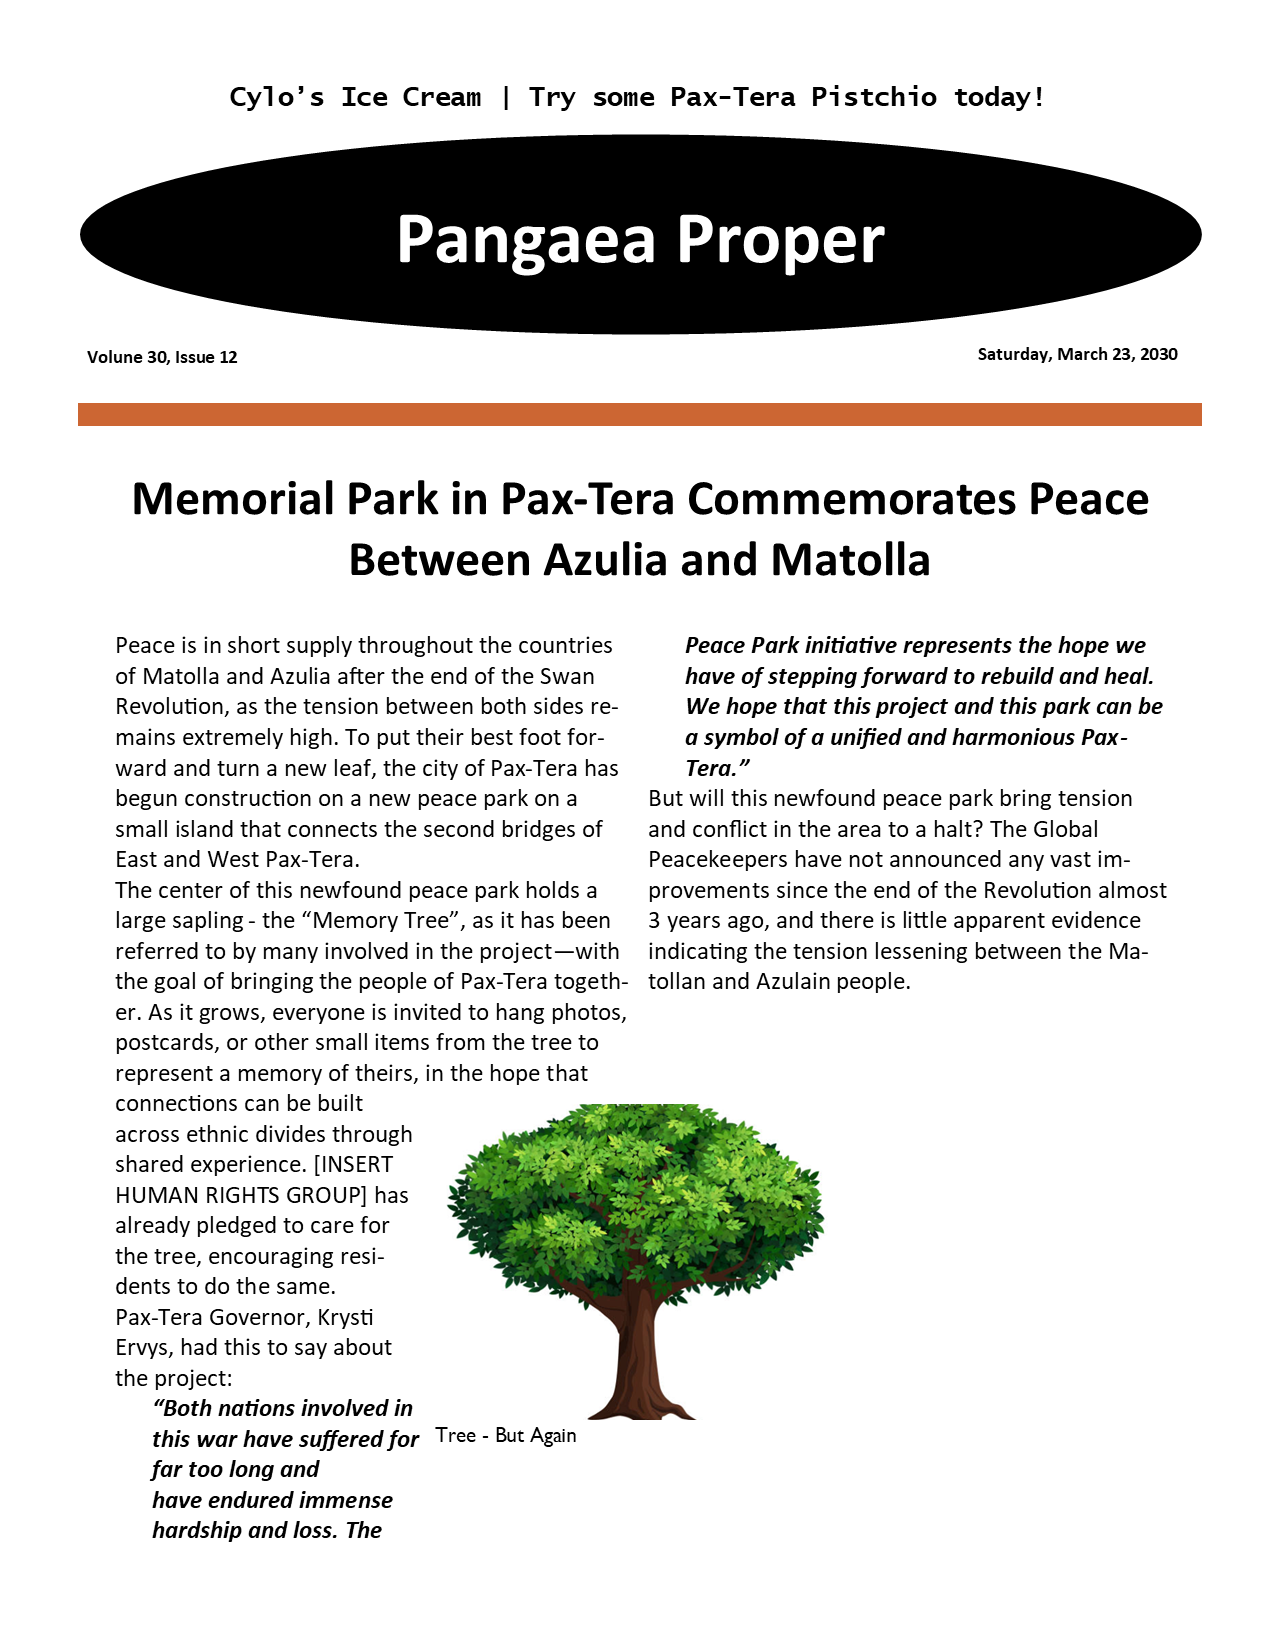 Cylo’s Ice Cream | Try some Pax-Tera Pistchio today!
Pangaea Proper
Volune 30, Issue 12
Saturday, March 23, 2030
Memorial Park in Pax-Tera Commemorates Peace
Between Azulia and Matolla
Peace is in short supply throughout the countries
of Matolla and Azulia after the end of the Swan
Revolution, as the tension between both sides re-
mains extremely high. To put their best foot for-
ward and turn a new leaf, the city of Pax-Tera has
begun construction on a new peace park on a
small island that connects the second bridges of
East and West Pax-Tera.
The center of this newfound peace park holds a
large sapling - the “Memory Tree”, as it has been
referred to by many involved in the project—with
the goal of bringing the people of Pax-Tera togeth-
er. As it grows, everyone is invited to hang photos,
postcards, or other small items from the tree to
represent a memory of theirs, in the hope that
connections can be built
across ethnic divides through
shared experience. [INSERT
HUMAN RIGHTS GROUP] has
already pledged to care for
the tree, encouraging resi-
dents to do the same.
Pax-Tera Governor, Krysti
Ervys, had this to say about
the project:
“Both nations involved in
this war have suffered for
far too long and
have endured immense
hardship and loss. The
Peace Park initiative represents the hope we
have of stepping forward to rebuild and heal.
We hope that this project and this park can be
a symbol of a unified and harmonious Pax-
Tera.”
But will this newfound peace park bring tension
and conflict in the area to a halt? The Global
Peacekeepers have not announced any vast im-
provements since the end of the Revolution almost
3 years ago, and there is little apparent evidence
indicating the tension lessening between the Ma-
tollan and Azulain people.
Tree - But Again